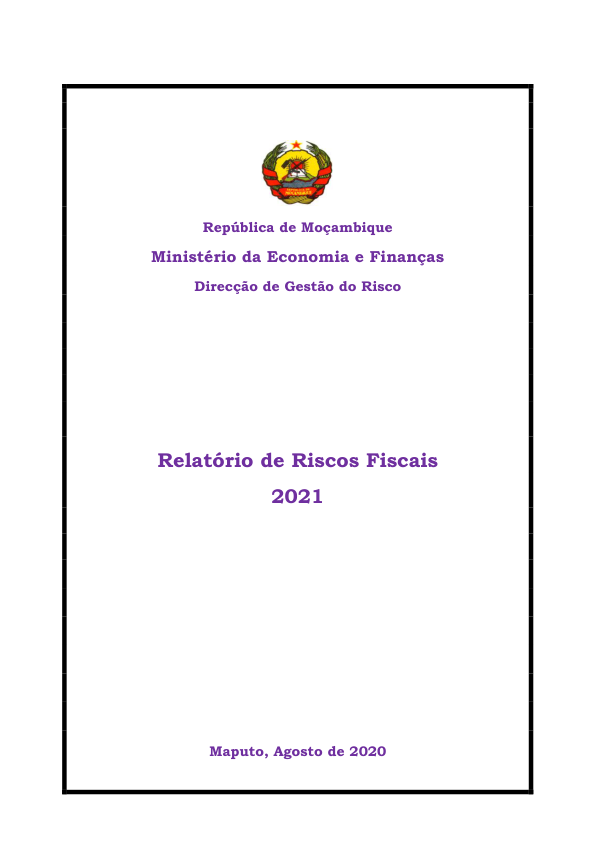 República de Moçambique
Ministério da Economia e Finanças
Direcção de Gestão do Risco
Relatório de Riscos Fiscais
2021
Maputo, Agosto de 2020